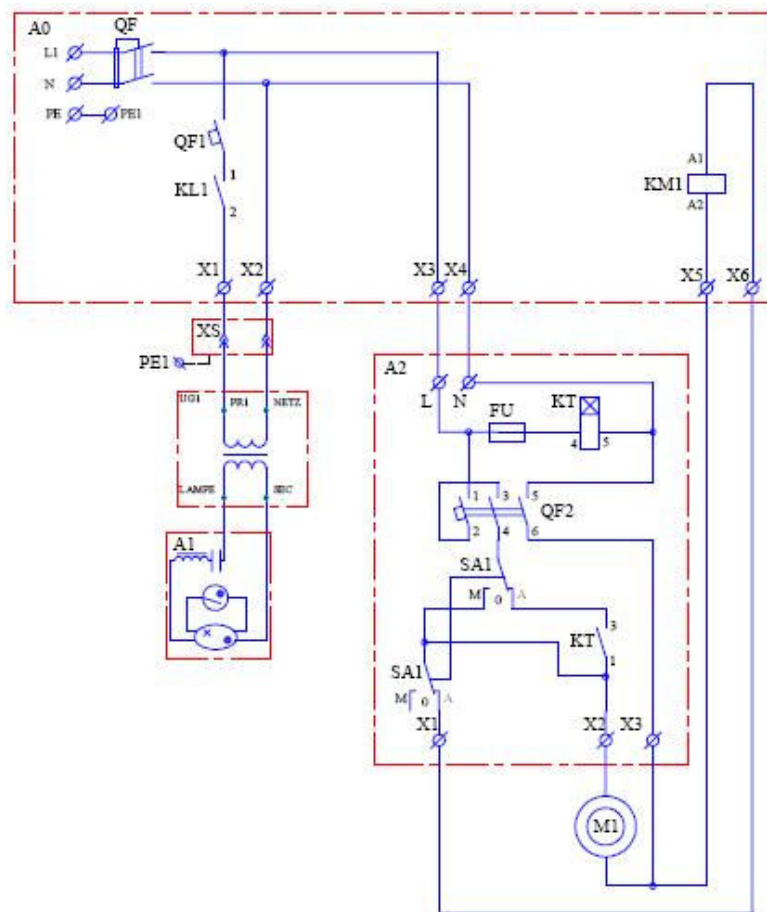 A0 QF
L1
N
PE PE1
QF1
1
KL1
2
A1
KM1
A2
X1 X2 X3 X4 X5 X6
XS
PE1
A2
L N FU KT
4 5
UG1 PR1 NETZ
LAMPE SEC
1 3 5
QF2
2 4 6
A1
SA1
M 0 A
3
KT
1
SA1
M 0 A
X1 X2 X3
M1